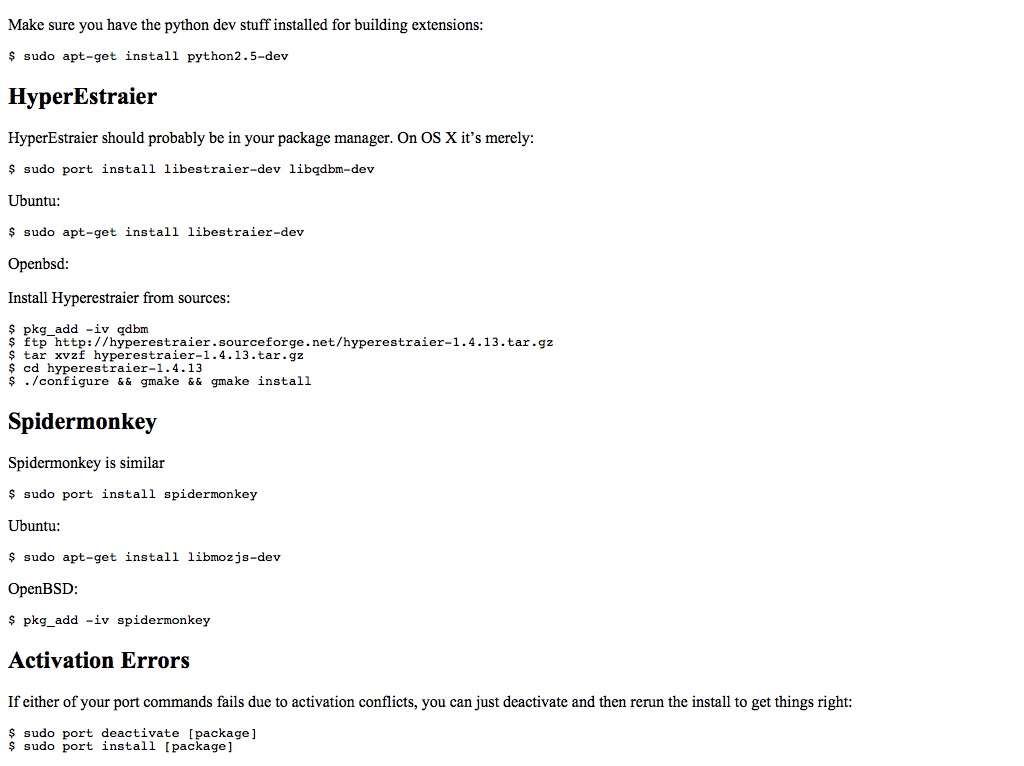 Make sure you have the python dev stuff installed for building extensions:
$ sudo apt-get install python2.5-dev
HyperEstraier
HyperEstraier should probably be in your package manager. On OS X it’s merely:
$ sudo port install libestraier-dev libqdbm-dev
Ubuntu:
$ sudo apt-get install libestraier-dev
Openbsd:
Install Hyperestraier from sources:
$ pkg_add -iv qdbm
$ ftp http://hyperestraier.sourceforge.net/hyperestraier-1.4.13.tar.gz
$ tar xvzf hyperestraier-1.4.13.tar.gz
$ cd hyperestraier-1.4.13
$ ./configure && gmake && gmake install
Spidermonkey
Spidermonkey is similar
$ sudo port install spidermonkey
Ubuntu:
$ sudo apt-get install libmozjs-dev
OpenBSD:
$ pkg_add -iv spidermonkey
Activation Errors
If either of your port commands fails due to activation conflicts, you can just deactivate and then rerun the install to get things right:
$ sudo port deactivate [package]
$ sudo port install [package]